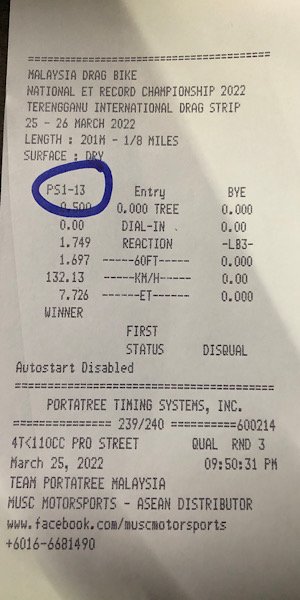 ==============================
MALAYSIA DRAG BIKE
NATIONAL ET RECORD CHAMPIONSHIP 2022
TERENGGANU INTERNATIONAL DRAG STRIP
25 - 26 MARCH 2022
LENGTH : 201M - 1/8 MILES
SURFACE : DRY
==============================
PS1-13 Entry BYE
0.500 0.000 TREE 0.000
0.00 DIAL-IN 0.00
1.749 REACTION -LB3-
1.697 -----60FT----- 0.000
132.13 -----KM/H----- 0.00
7.726 ------ET------ 0.000
WINNER
FIRST
STATUS DISQUAL
Autostart Disabled
==============================
PORTATREE TIMING SYSTEMS, INC.
============== 239/240 ==========600214
4T<110CC PRO STREET QUAL RND 3
March 25, 2022 09:50:31 PM
TEAM PORTATREE MALAYSIA
MUSC MOTORSPORTS - ASEAN DISTRIBUTOR
www.facebook.com/muscmotorsports
+6016-6681490